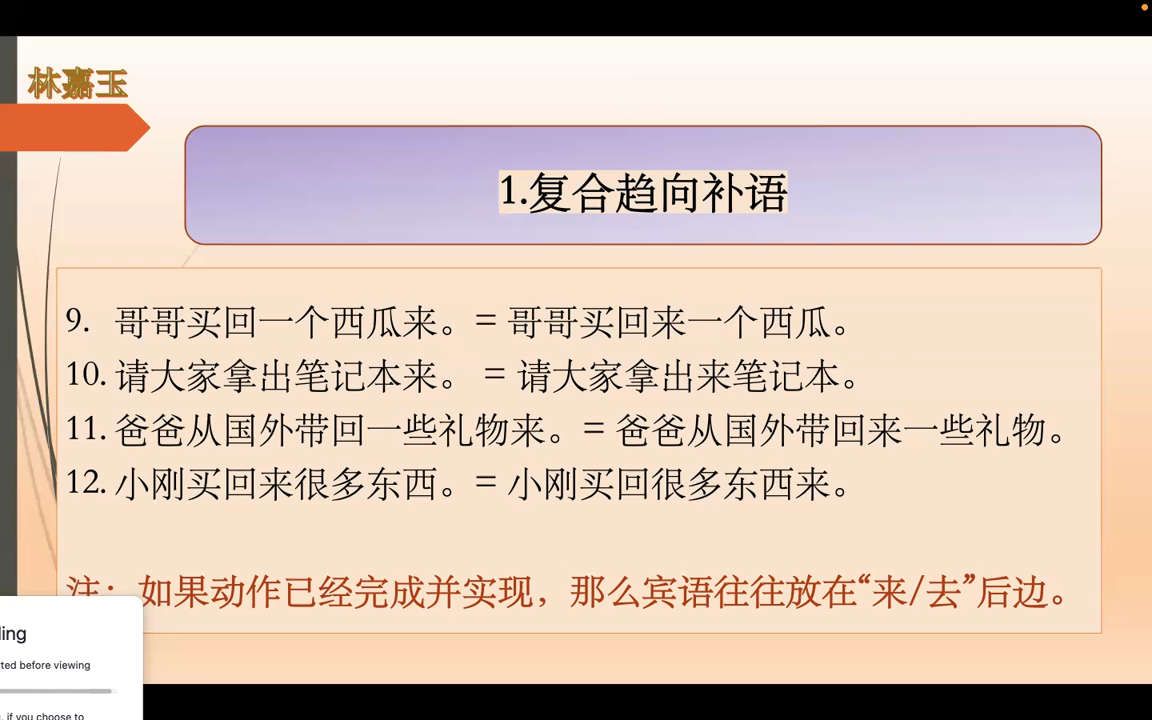 林嘉玉
1.复合趋向补语
9. 哥哥买回一个西瓜来。= 哥哥买回来一个西瓜。
10. 请大家拿出笔记本来。 = 请大家拿出来笔记本。
11. 爸爸从国外带回一些礼物来。= 爸爸从国外带回来一些礼物。
12. 小刚买回来很多东西。= 小刚买回很多东西来。
注：如果动作已经完成并实现，那么宾语往往放在“来/去”后边。
ling
ted before viewing
, if you choose to